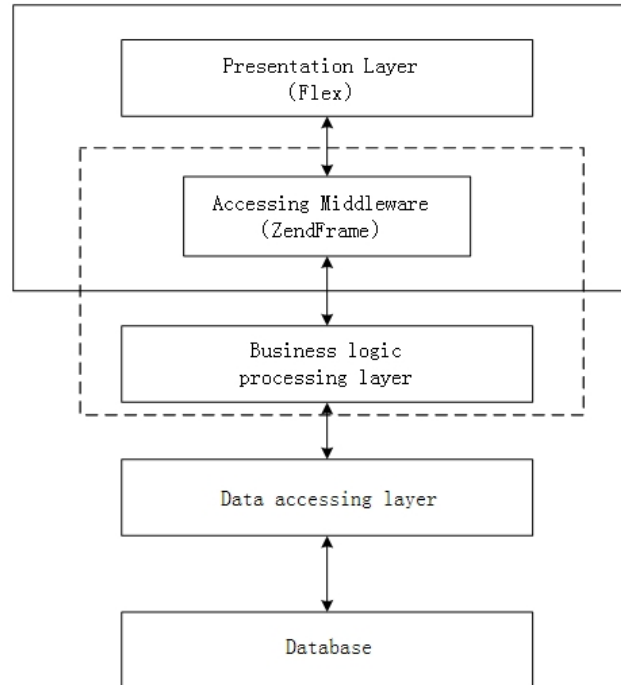 Presentation Layer
(Flex)
Accessing Middleware
(ZendFrame)
Business logic
processing layer
Data accessing layer
Database